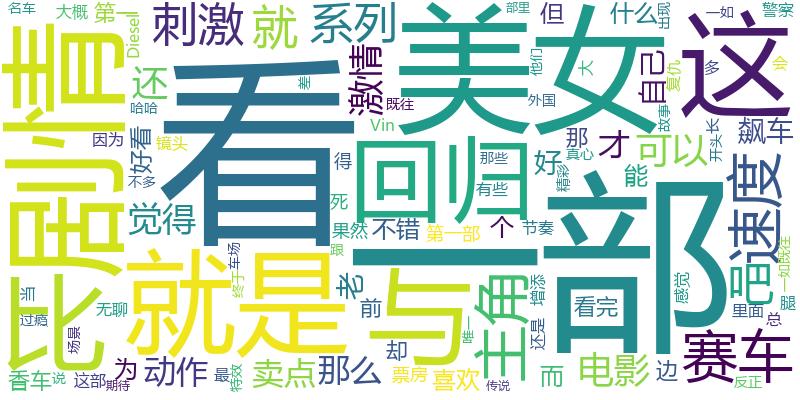 名车
大概
第一
Diesel
刺激
就
系列
激情
既往
美女
但
什么
部里
出现
一如
警察
这
多
会
自己
复仇
大
他们
外国
故事
开头
长
飙车
剧情
比
还
哈哈
因为
好看
镜头
不多
差
看
Vin
得
死
回归
那些
有些
好
真心
精彩
那
才
可以
能
速度
吧
一如既往
觉得
果然
不错
第一部
个
节奏
一
部
感觉
里面
总
跟
就是
车场
终于
老
前
与
唯一
主角
增添
还是
看完
当
过瘾
无聊
场景
香车
说
这部
期待
为
动作
最
特效
卖点
那么
却
票房
喜欢
传说
而
电影
边
赛车
反正